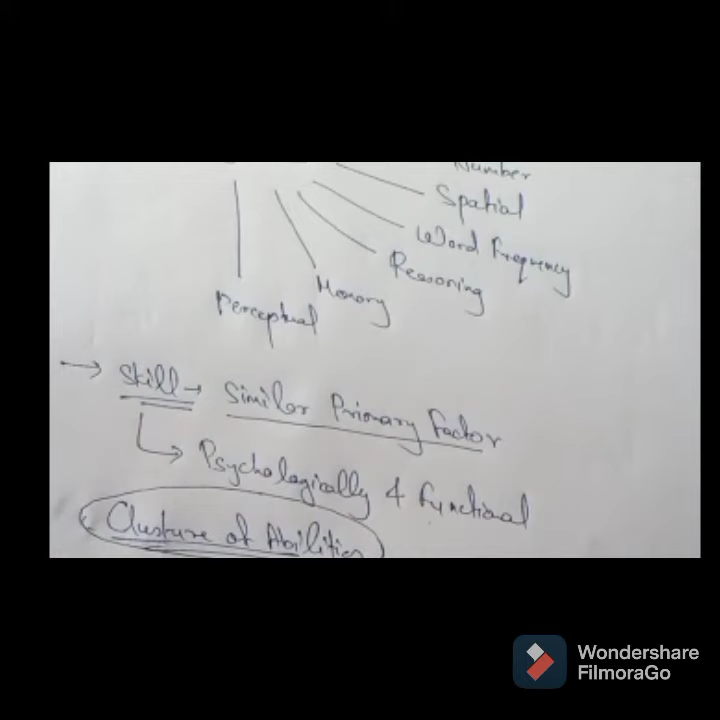 Number
Spatial
Word Frequency
Reasoning
Memory
Perceptual
→ Skill → Similar Primary Factor
↳ Psychologically & Functional
Clusture of Abilities
Wondershare
FilmoraGo